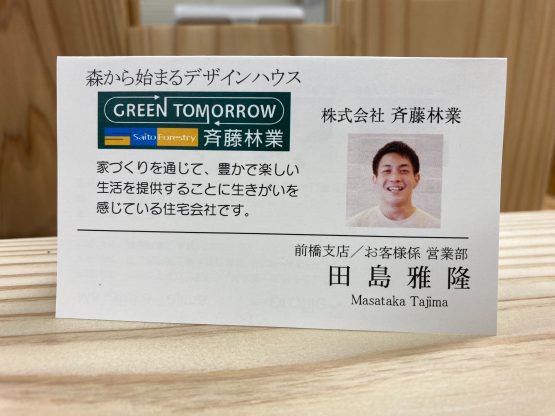 森から始まるデザインハウス
GREEN TOMORROW
Saito Forestry 斉藤林業
家づくりを通じて、豊かで楽しい
生活を提供することに生きがいを
感じている住宅会社です。
株式会社 斉藤林業
前橋支店／お客様係 営業部
田島雅隆
Masataka Tajima